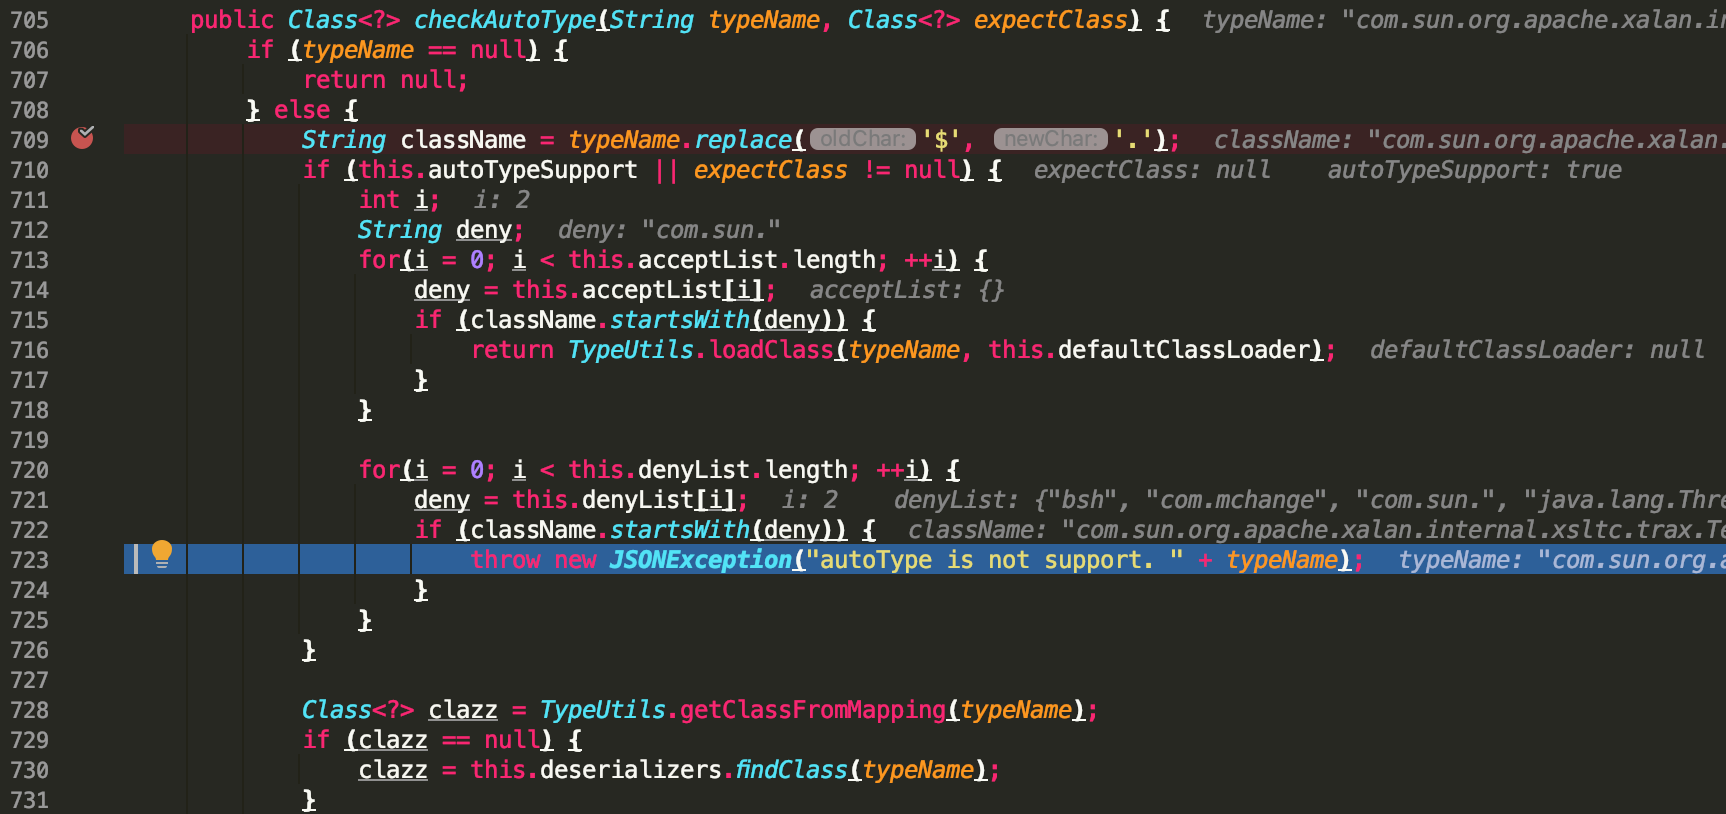 705 public Class<?> checkAutoType(String typeName, Class<?> expectClass) { typeName: "com.sun.org.apache.xalan.in
706 if (typeName == null) {
707 return null;
708 } else {
709 String className = typeName.replace( oldChar: '$', newChar: '.'); className: "com.sun.org.apache.xalan.
710 if (this.autoTypeSupport || expectClass != null) { expectClass: null autoTypeSupport: true
711 int i; i: 2
712 String deny; deny: "com.sun."
713 for(i = 0; i < this.acceptList.length; ++i) {
714 deny = this.acceptList[i]; acceptList: {}
715 if (className.startsWith(deny)) {
716 return TypeUtils.loadClass(typeName, this.defaultClassLoader); defaultClassLoader: null
717 }
718 }
719
720 for(i = 0; i < this.denyList.length; ++i) {
721 deny = this.denyList[i]; i: 2 denyList: {"bsh", "com.mchange", "com.sun.", "java.lang.Thre
722 if (className.startsWith(deny)) { className: "com.sun.org.apache.xalan.internal.xsltc.trax.Te
723 throw new JSONException("autoType is not support. " + typeName); typeName: "com.sun.org.a
724 }
725 }
726 }
727
728 Class<?> clazz = TypeUtils.getClassFromMapping(typeName);
729 if (clazz == null) {
730 clazz = this.deserializers.findClass(typeName);
731 }